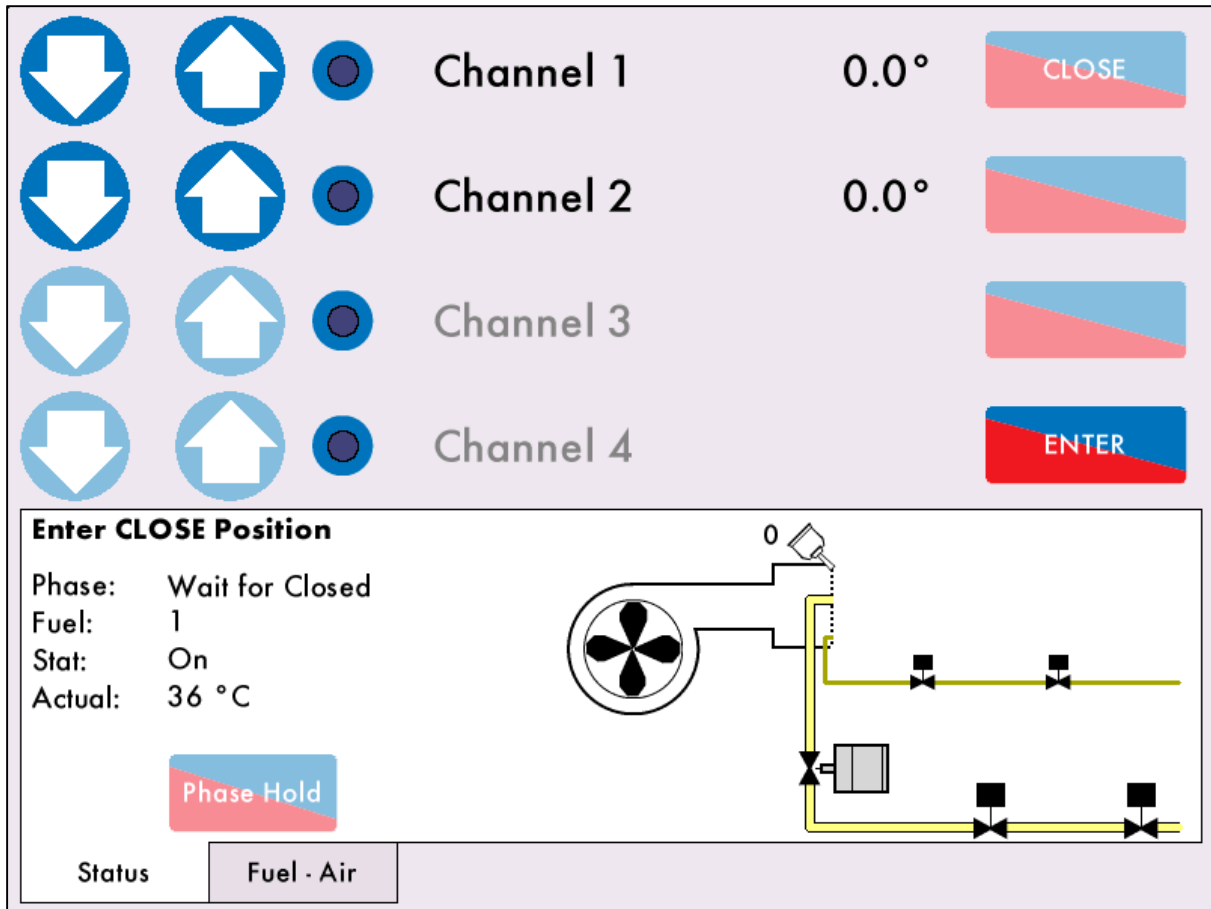 Channel 1 0.0° CLOSE
Channel 2 0.0°
Channel 3
Channel 4 ENTER
Enter CLOSE Position
0
Phase: Wait for Closed
Fuel: 1
Stat: On
Actual: 36 °C
Phase Hold
Status Fuel - Air